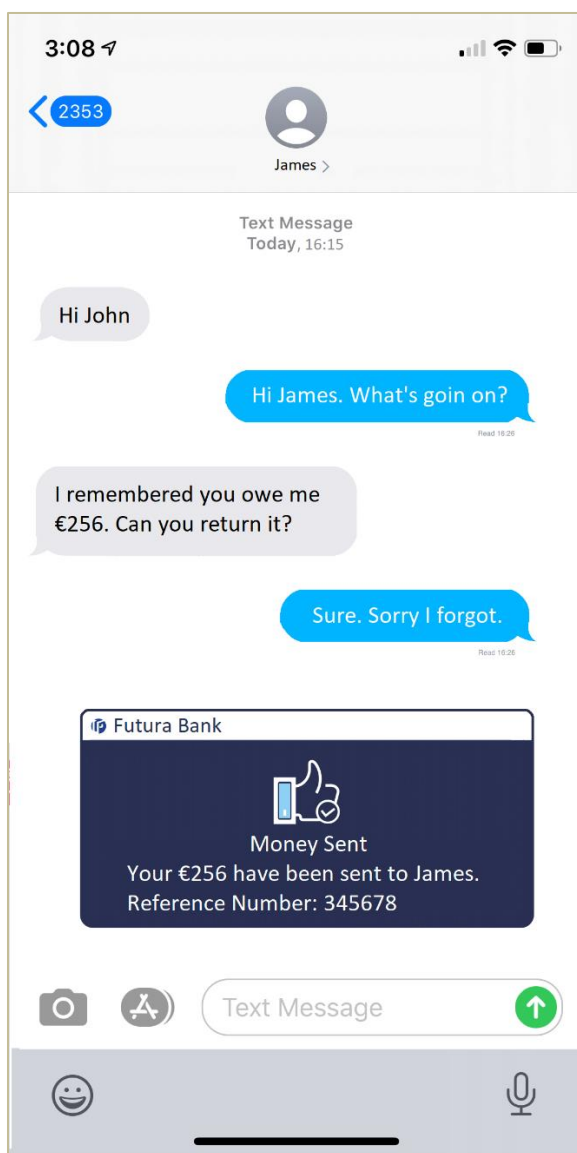 3:08
2353
James >
Text Message
Today, 16:15
Hi John
Hi James. What's goin on?
Read 16:26
I remembered you owe me
€256. Can you return it?
Sure. Sorry I forgot.
Read 16:26
Futura Bank
Money Sent
Your €256 have been sent to James.
Reference Number: 345678
Text Message